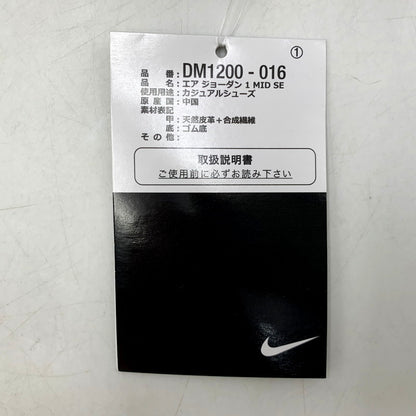 ①
品番：DM1200 - 016
品名：エア ジョーダン 1 MID SE
使用用途：カジュアルシューズ
原産国：中国
素材表記
甲：天然皮革＋合成繊維
底：ゴム底
その他：
取扱説明書
ご使用前に必ずお読み下さい